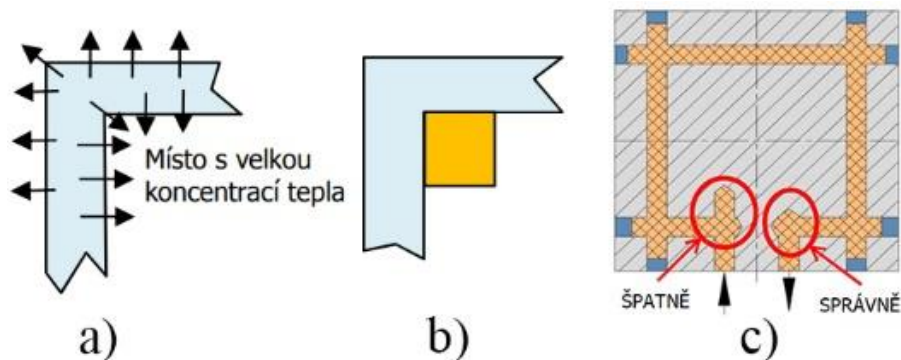 Místo s velkou
koncentrací tepla
ŠPATNĚ
SPRÁVNĚ
a)
b)
c)